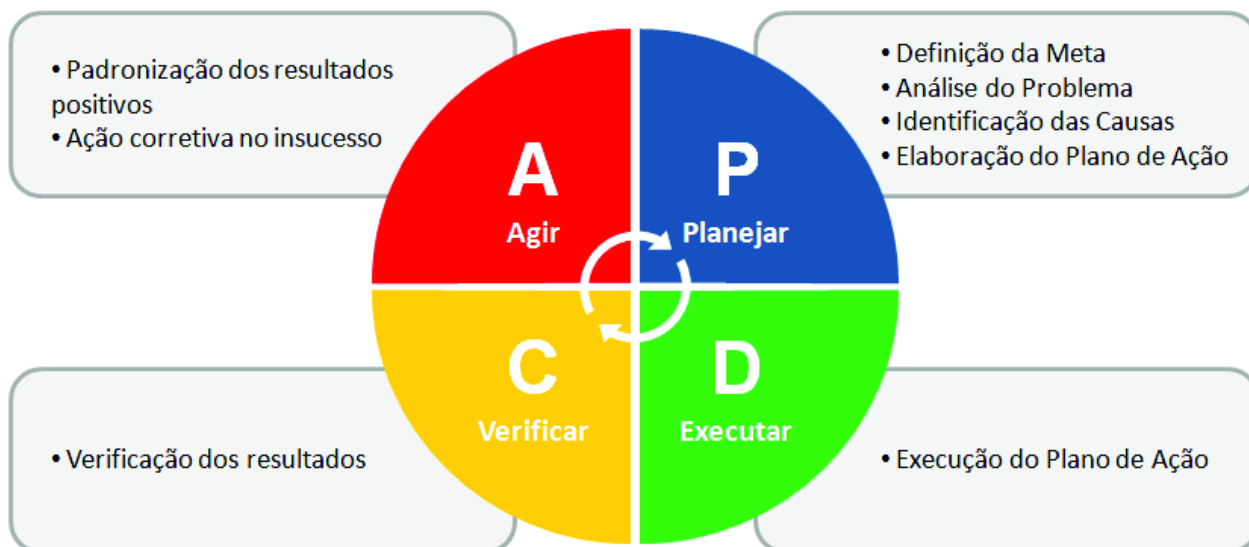 • Padronização dos resultados
positivos
• Ação corretiva no insucesso
A
Agir
P
Planejar
• Definição da Meta
• Análise do Problema
• Identificação das Causas
• Elaboração do Plano de Ação
• Verificação dos resultados
C
Verificar
D
Executar
• Execução do Plano de Ação